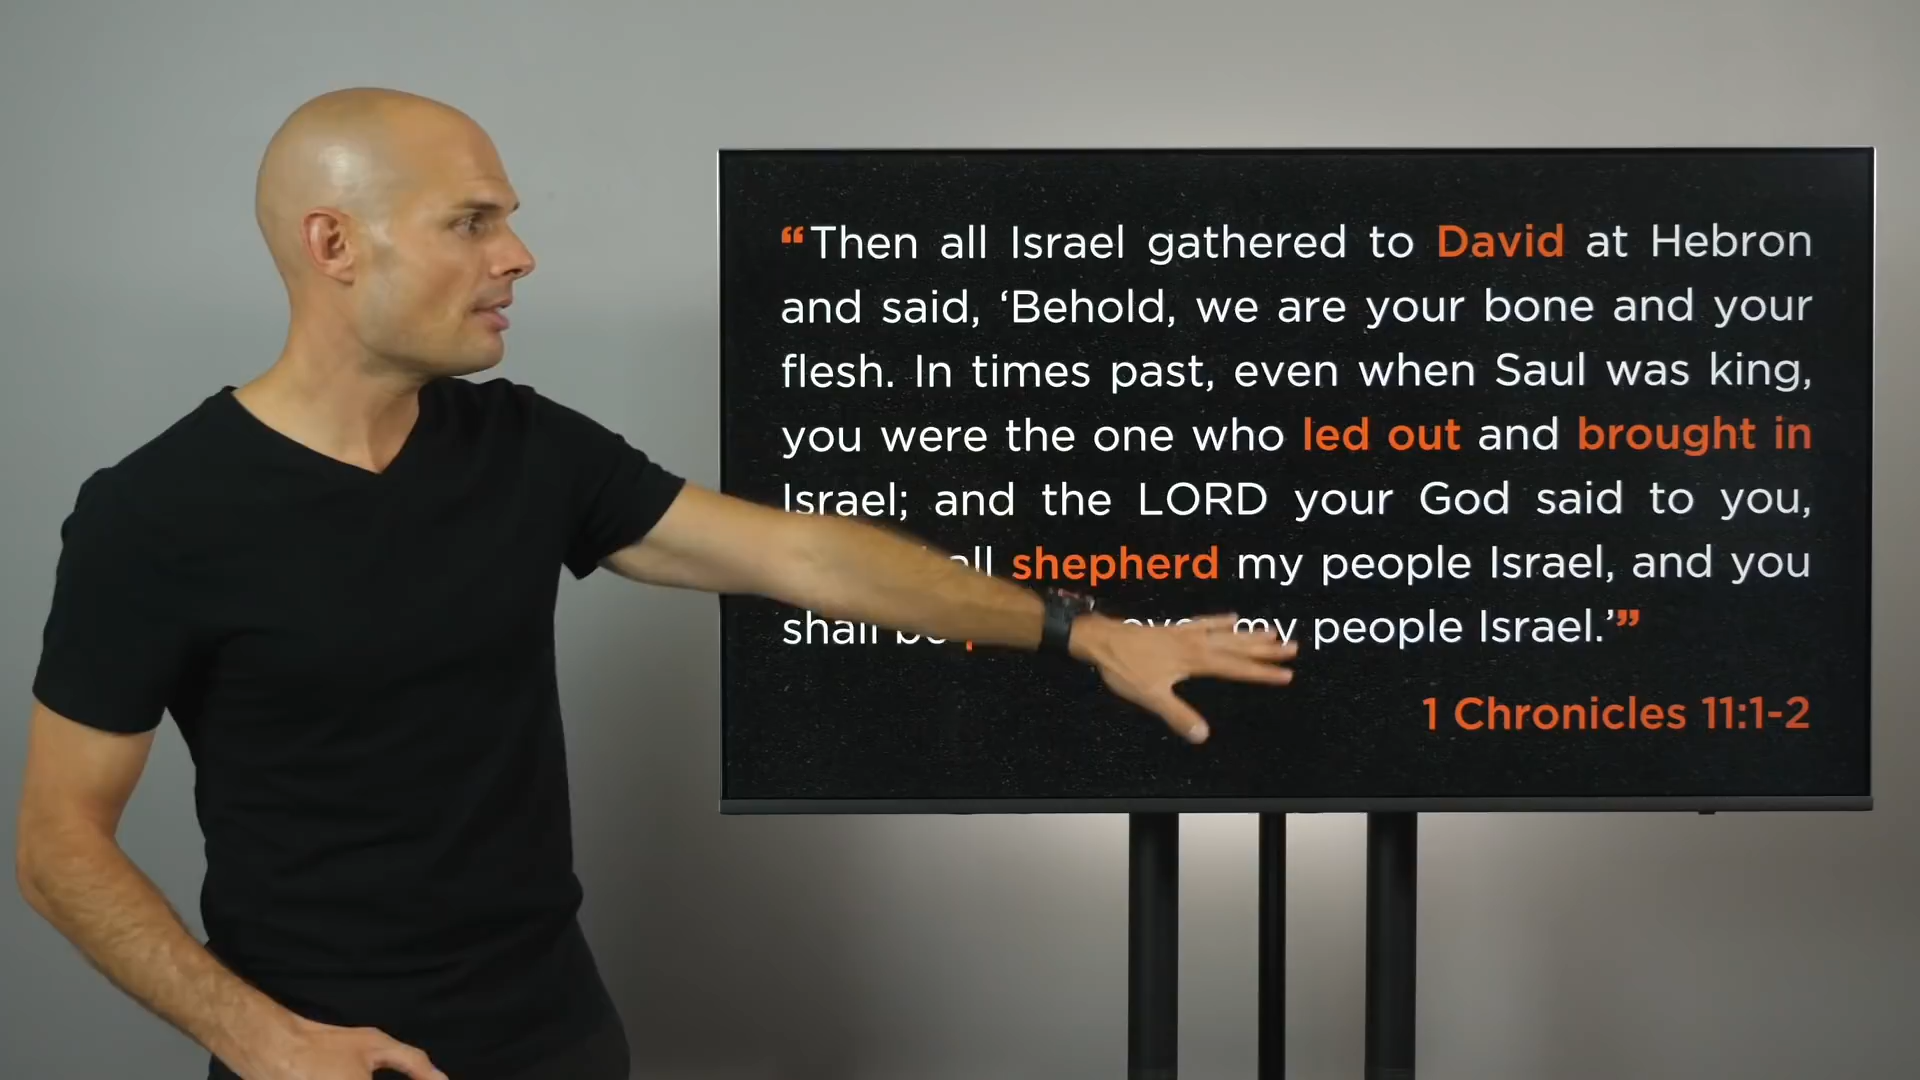 “Then all Israel gathered to David at Hebron
and said, ‘Behold, we are your bone and your
flesh. In times past, even when Saul was king,
you were the one who led out and brought in
Israel; and the LORD your God said to you,
shepherd my people Israel, and you
shall be my people Israel.’”
1 Chronicles 11:1-2